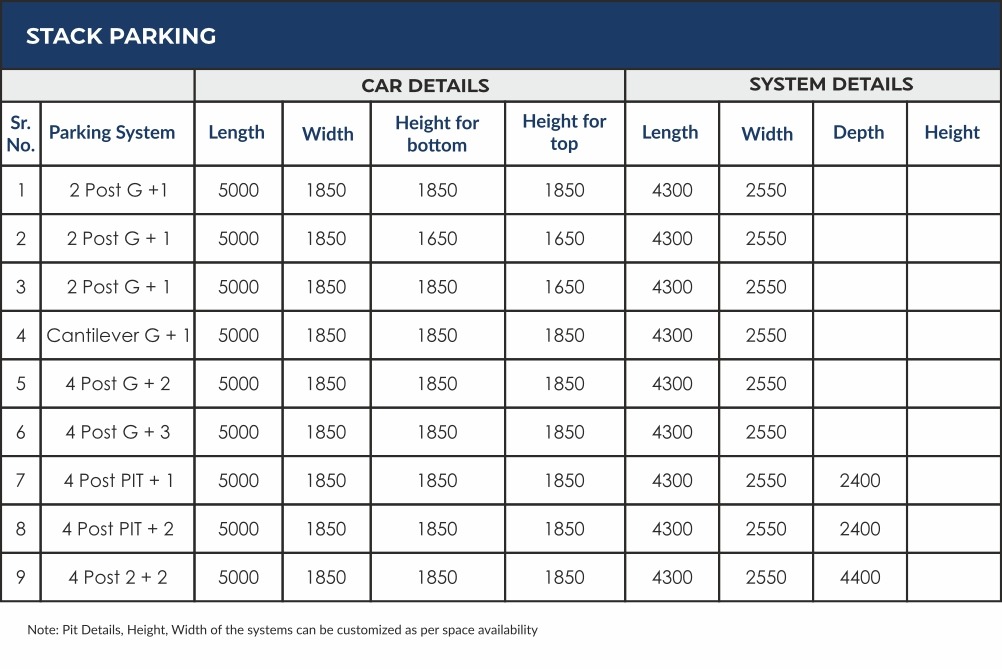 STACK PARKING
CAR DETAILS SYSTEM DETAILS
Sr. No. Parking System Length Width Height for bottom Height for top Length Width Depth Height
1 2 Post G +1 5000 1850 1850 1850 4300 2550
2 2 Post G + 1 5000 1850 1650 1650 4300 2550
3 2 Post G + 1 5000 1850 1850 1650 4300 2550
4 Cantilever G + 1 5000 1850 1850 1850 4300 2550
5 4 Post G + 2 5000 1850 1850 1850 4300 2550
6 4 Post G + 3 5000 1850 1850 1850 4300 2550
7 4 Post PIT + 1 5000 1850 1850 1850 4300 2550 2400
8 4 Post PIT + 2 5000 1850 1850 1850 4300 2550 2400
9 4 Post 2 + 2 5000 1850 1850 1850 4300 2550 4400
Note: Pit Details, Height, Width of the systems can be customized as per space availability